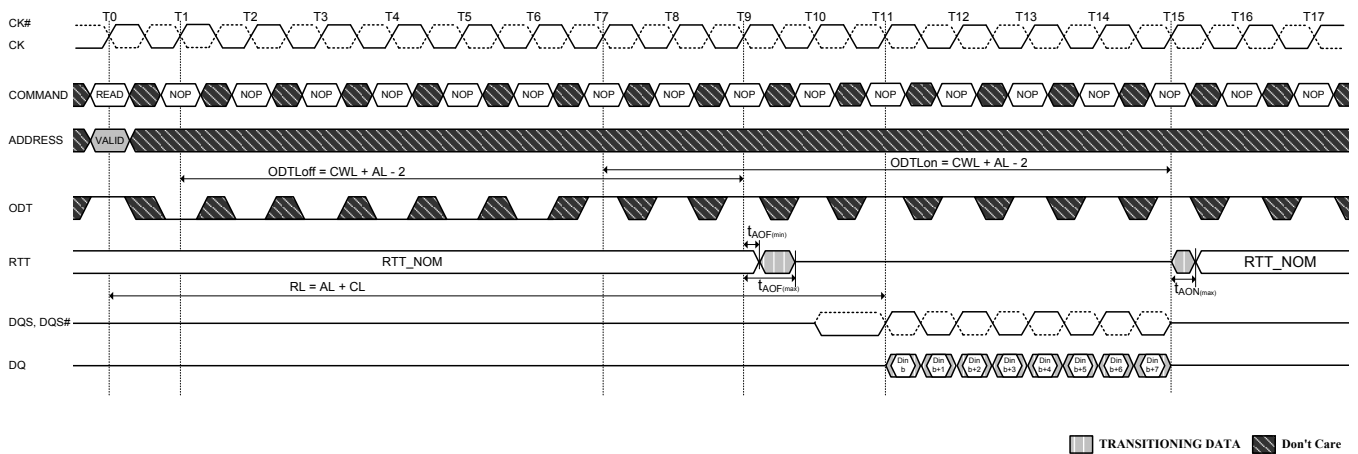 CK#
CK
T0 T1 T2 T3 T4 T5 T6 T7 T8 T9 T10 T11 T12 T13 T14 T15 T16 T17
COMMAND READ NOP NOP NOP NOP NOP NOP NOP NOP NOP NOP NOP NOP NOP NOP NOP NOP NOP
ADDRESS VALID
ODTLoff = CWL + AL - 2
ODTLon = CWL + AL - 2
ODT
tAOF(min)
RTT RTT_NOM RTT_NOM
tAOF(max)
tAON(max)
RL = AL + CL
DQS, DQS#
DQ Din b Din b+1 Din b+2 Din b+3 Din b+4 Din b+5 Din b+6 Din b+7
TRANSITIONING DATA Don't Care